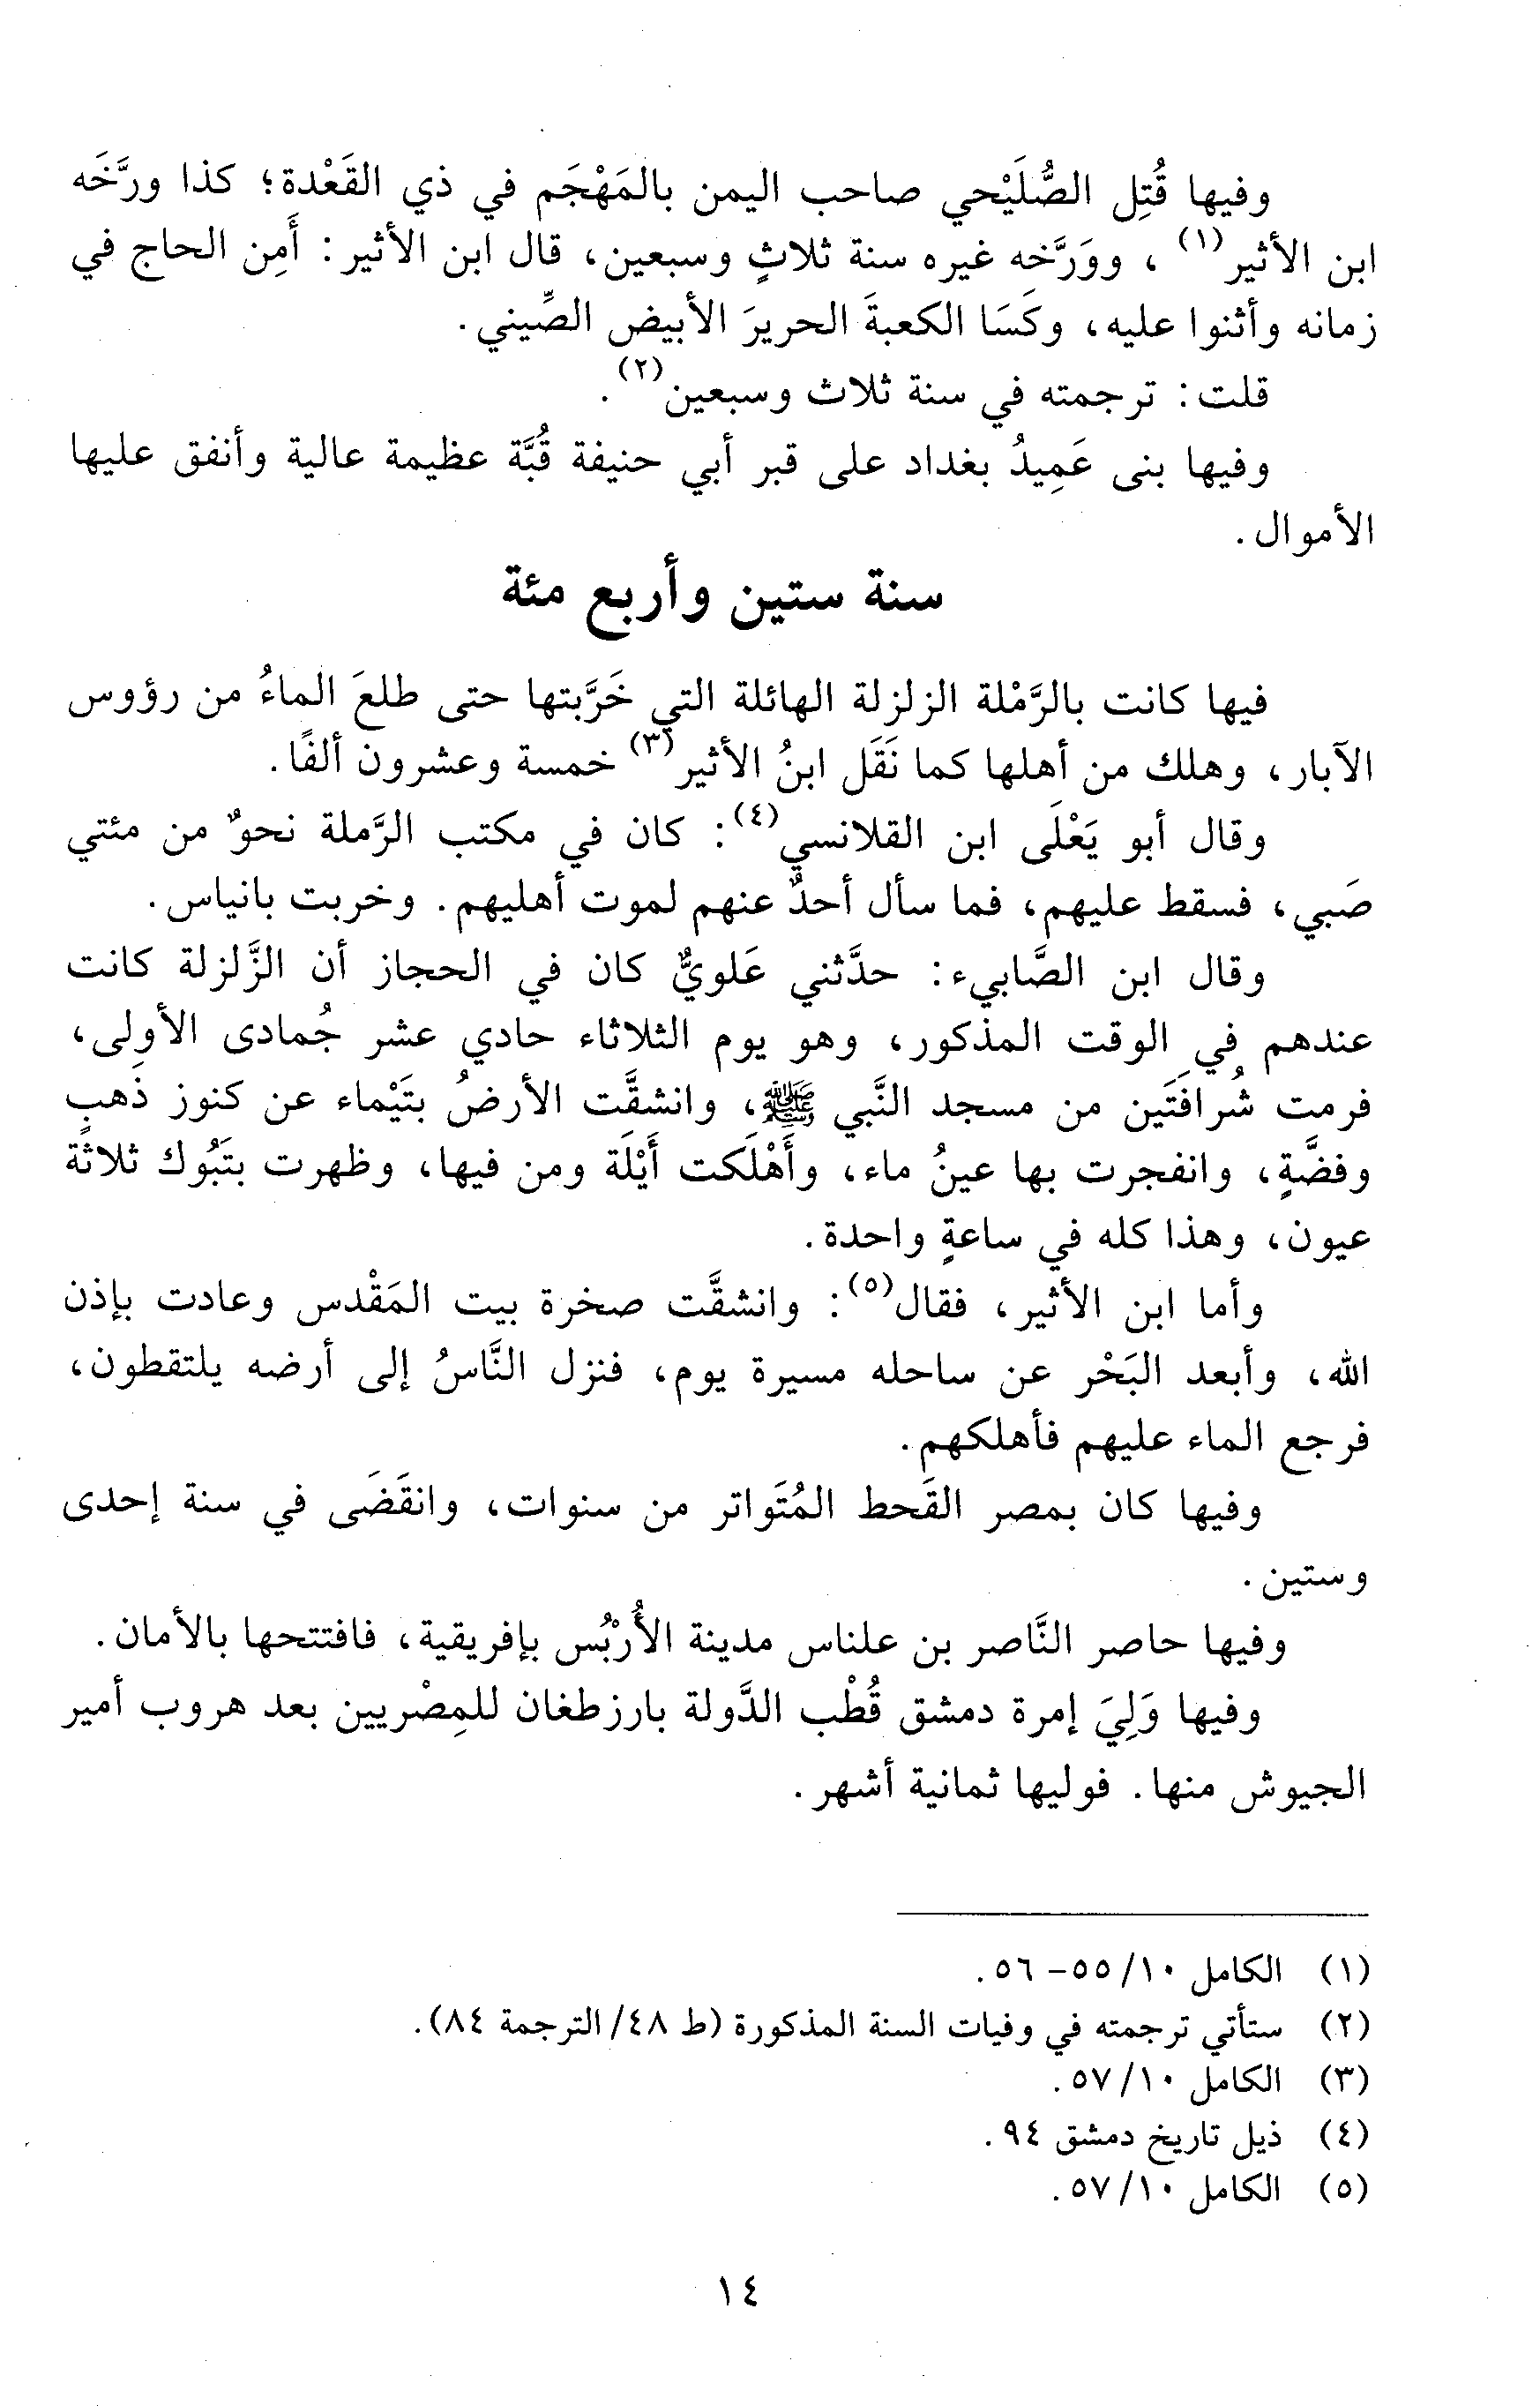 وفيها قُتِل الصُّلَيْحي صاحب اليمن بالمَهْجَم في ذي القَعْدة؛ كذا ورَّخَه
ابن الأثير(١)، ووَرَّخه غيره سنة ثلاثٍ وسبعين، قال ابن الأثير: أَمِن الحاج في
زمانه وأثنوا عليه، وكَسَا الكعبةَ الحريرَ الأبيض الصِّيني.
قلت: ترجمته في سنة ثلاث وسبعين(٢).
وفيها بنى عَمِيدُ بغداد على قبر أبي حنيفة قُبَّة عظيمة عالية وأنفق عليها
الأموال.
سنة ستين وأربع مئة
فيها كانت بالرَّمْلة الزلزلة الهائلة التي خَرَّبتها حتى طلعَ الماءُ من رؤوس
الآبار، وهلك من أهلها كما نَقَل ابنُ الأثير(٣) خمسة وعشرون ألفًا.
وقال أبو يَعْلَى ابن القلانسي(٤): كان في مكتب الرَّملة نحوٌ من مئتي
صَبي، فسقط عليهم، فما سأل أحدٌ عنهم لموت أهليهم. وخربت بانياس.
وقال ابن الصَّابيء: حدَّثني عَلويٌّ كان في الحجاز أن الزَّلزلة كانت
عندهم في الوقت المذكور، وهو يوم الثلاثاء حادي عشر جُمادى الأولى،
فرمت شُرافَتَين من مسجد النَّبي ﷺ، وانشقَّت الأرضُ بتَيْماء عن كنوز ذَهبٍ
وفضَّةٍ، وانفجرت بها عينُ ماء، وأَهْلَكت أَيْلَة ومن فيها، وظهرت بتَبُوك ثلاثة
عيون، وهذا كله في ساعةٍ واحدة.
وأما ابن الأثير، فقال(٥): وانشقَّت صخرة بيت المَقْدس وعادت بإذن
الله، وأبعد البَحْر عن ساحله مسيرة يوم، فنزل النَّاسُ إلى أرضه يلتقطون،
فرجع الماء عليهم فأهلكهم.
وفيها كان بمصر القَحط المُتَواتر من سنوات، وانقَضَى في سنة إحدى
وستين.
وفيها حاصر النَّاصر بن علناس مدينة الأُرْبُس بإفريقية، فافتتحها بالأمان.
وفيها وَلِيَ إمرة دمشق قُطْب الدَّولة بارزطغان للمِصْريين بعد هروب أمير
الجيوش منها. فوليها ثمانية أشهر.
(١) الكامل ١٠/ ٥٥- ٥٦.
(٢) ستأتي ترجمته في وفيات السنة المذكورة (ط ٤٨/ الترجمة ٨٤).
(٣) الكامل ١٠/ ٥٧.
(٤) ذيل تاريخ دمشق ٩٤.
(٥) الكامل ١٠/ ٥٧.
١٤